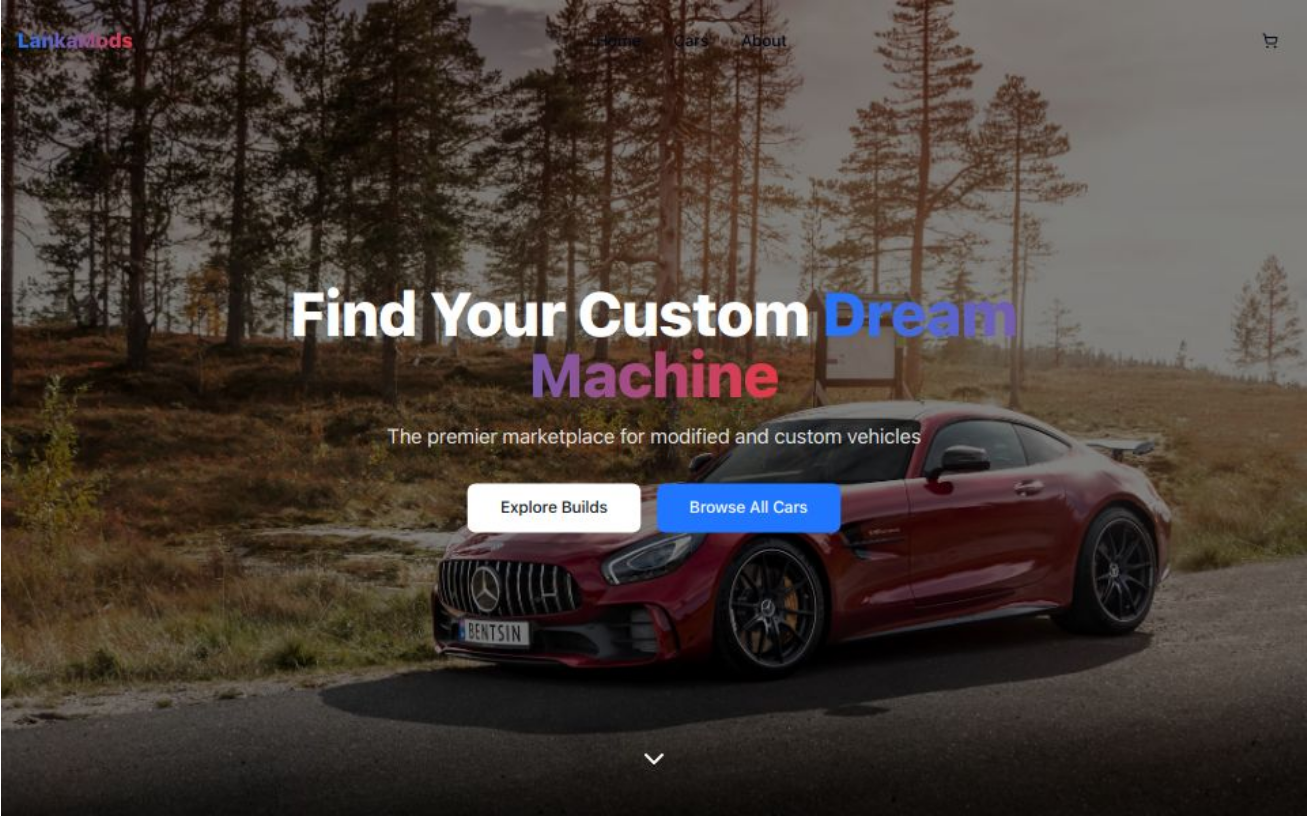 LankaMods
Home Cars About
Find Your Custom Dream
Machine
The premier marketplace for modified and custom vehicles
Explore Builds Browse All Cars
BENTSIN